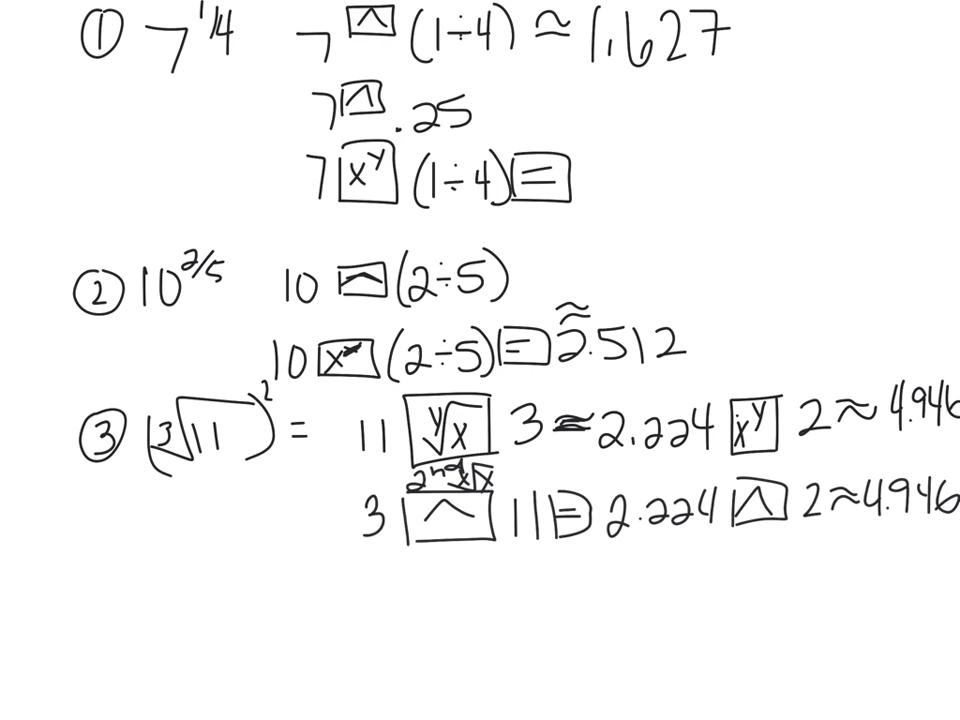 ① 7^1/4 7 [^] (1÷4) ≈ 1.627
7 [^] .25
7 [x^y] (1÷4) [=]
② 10^2/5 10 [^] (2÷5)
10 [x^y] (2÷5) [=] ≈ 2.512
③ (∛11)^2 = 11 [y√x] 3 ≈ 2.224 [x^y] 2 ≈ 4.946
2nd x√x
3 [^] 11 [=] 2.224 [^] 2 ≈ 4.946